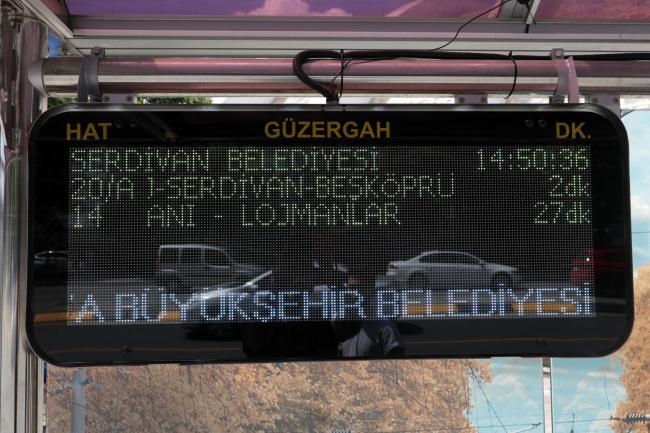 HAT GÜZERGAH DK.
SERDİVAN BELEDİYESİ 14:50:36
20/A İ-SERDİVAN-BEŞKÖPRÜ 2dk
14 ANI - LOJMANLAR 27dk
'A BÜYÜKŞEHİR BELEDİYESİ